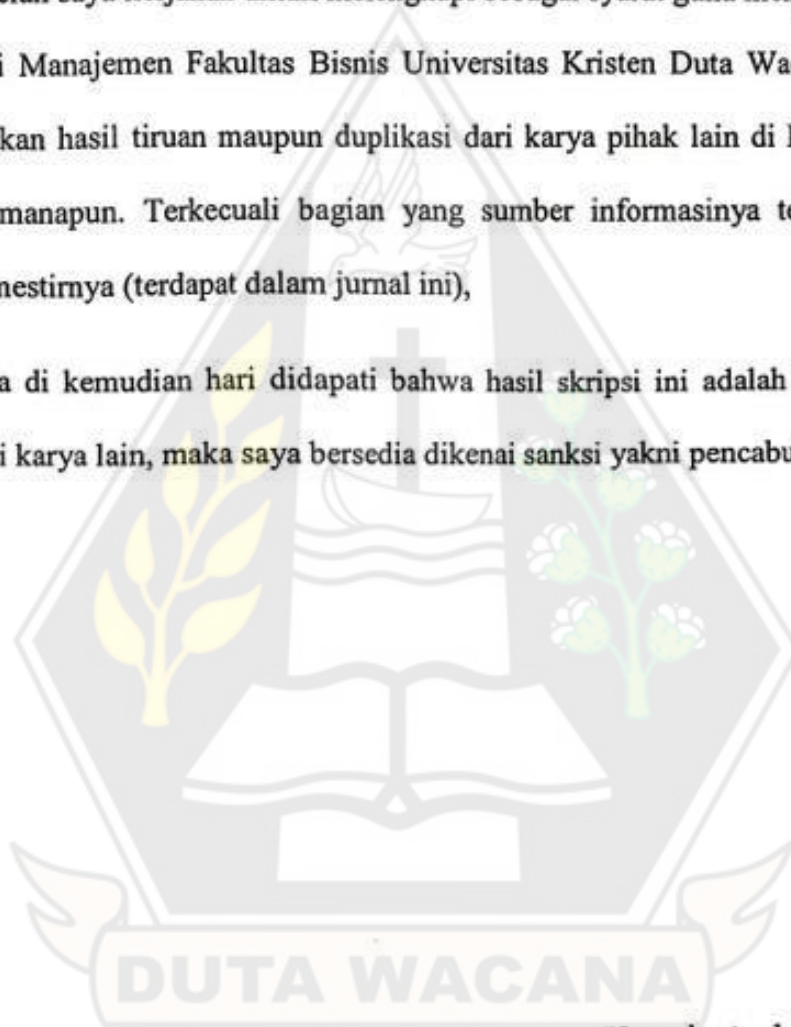 i Manajemen Fakultas Bisnis Universitas Kristen Duta Wa
kan hasil tiruan maupun duplikasi dari karya pihak lain di
manapun. Terkecuali bagian yang sumber informasinya te
mestirnya (terdapat dalam jurnal ini),
a di kemudian hari didapati bahwa hasil skripsi ini adalah
i karya lain, maka saya bersedia dikenai sanksi yakni pencabu
DUTA WACANA